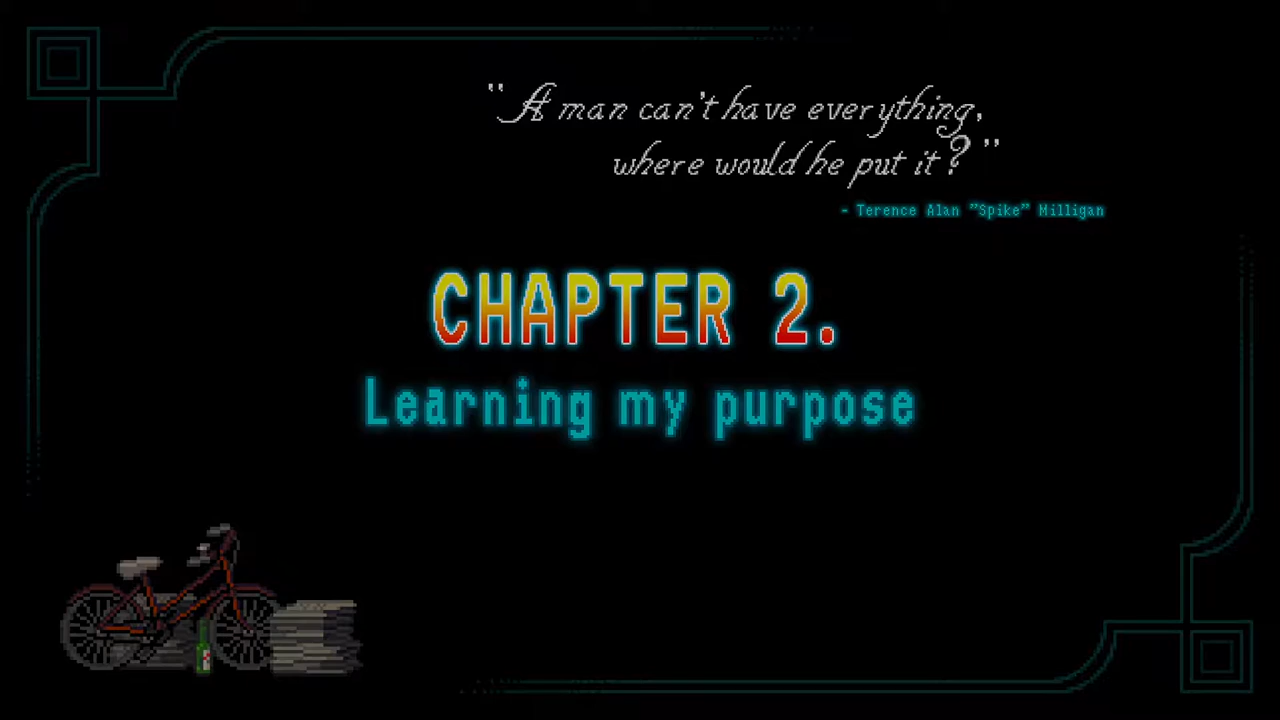 "A man can't have everything,
where would he put it?"
- Terence Alan "Spike" Milligan
CHAPTER 2.
Learning my purpose